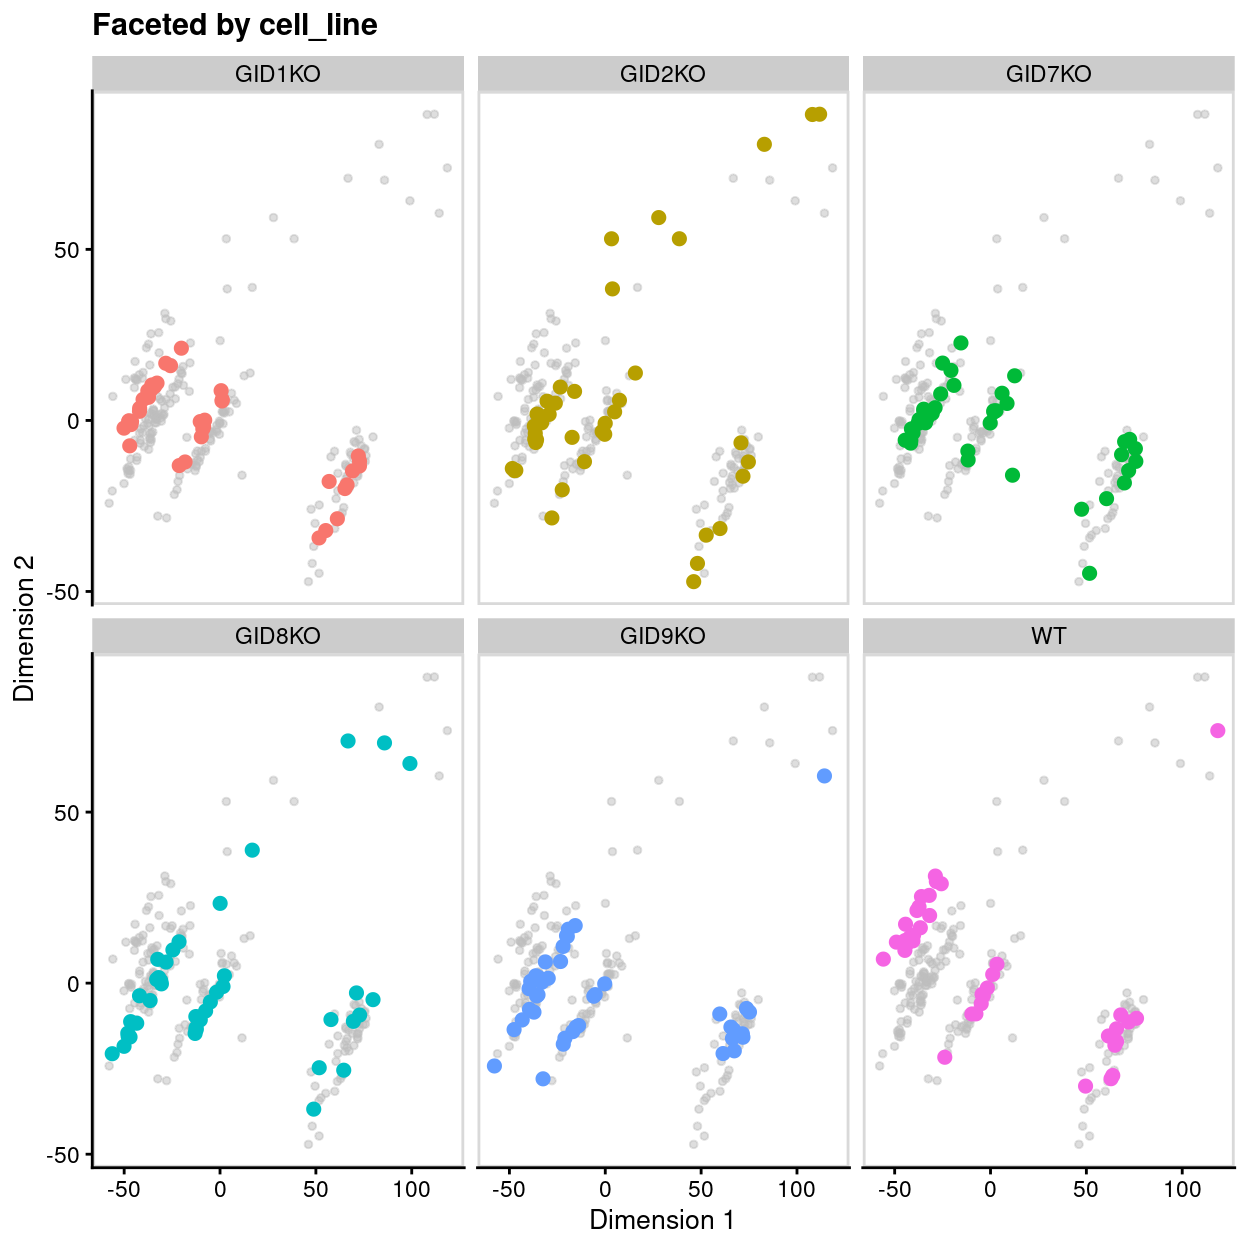 Faceted by cell_line
GID1KO
GID2KO
GID7KO
50
0
-50
GID8KO
GID9KO
WT
50
0
-50
-50 0 50 100
-50 0 50 100
-50 0 50 100
Dimension 1
Dimension 2